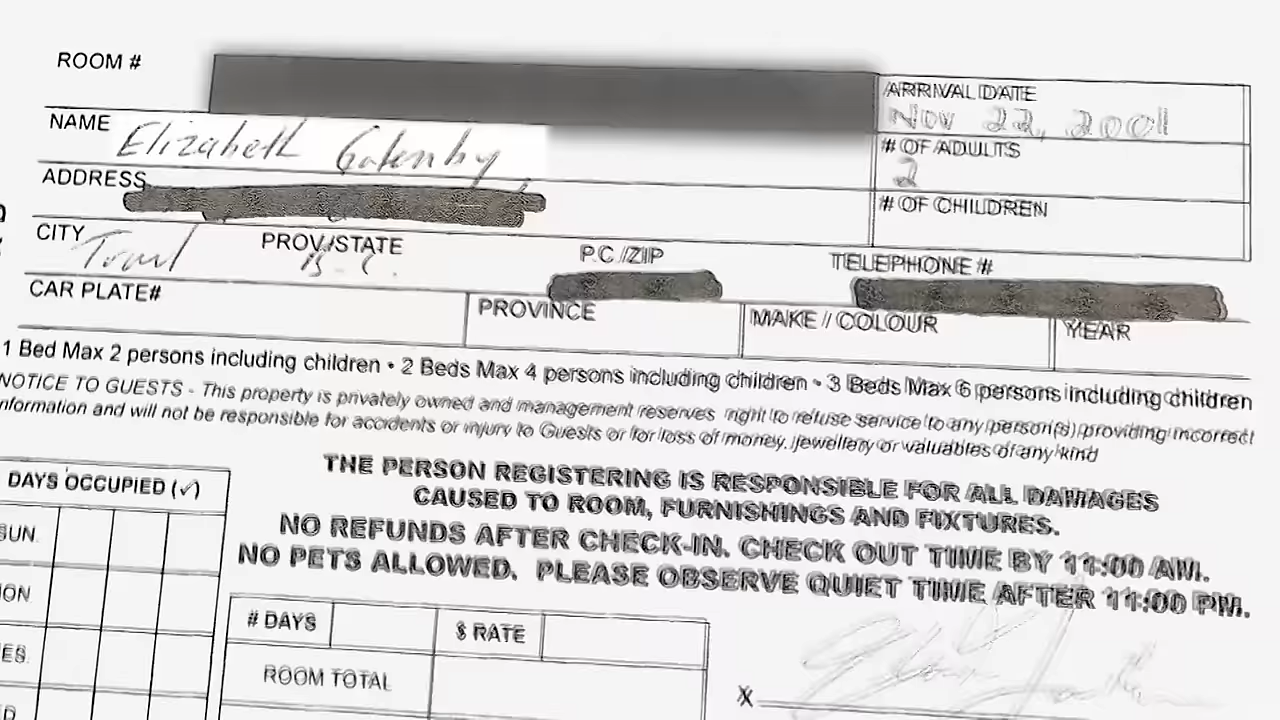 ROOM #
ARRIVAL DATE
Nov 22, 2001
NAME Elizabeth Gatenby
# OF ADULTS
2
ADDRESS
# OF CHILDREN
CITY Trail PROV/STATE B.C. P.C./ZIP TELEPHONE #
CAR PLATE# PROVINCE MAKE / COLOUR YEAR
1 Bed Max 2 persons including children • 2 Beds Max 4 persons including children • 3 Beds Max 6 persons including children
NOTICE TO GUESTS - This property is privately owned and management reserves right to refuse service to any person(s) providing incorrect
information and will not be responsible for accidents or injury to Guests or for loss of money, jewellery or valuables of any kind
THE PERSON REGISTERING IS RESPONSIBLE FOR ALL DAMAGES
CAUSED TO ROOM, FURNISHINGS AND FIXTURES.
NO REFUNDS AFTER CHECK-IN. CHECK OUT TIME BY 11:00 AM.
NO PETS ALLOWED. PLEASE OBSERVE QUIET TIME AFTER 11:00 PM.
DAYS OCCUPIED (✓)
SUN.
ON
ES.
D
# DAYS $ RATE
ROOM TOTAL
X